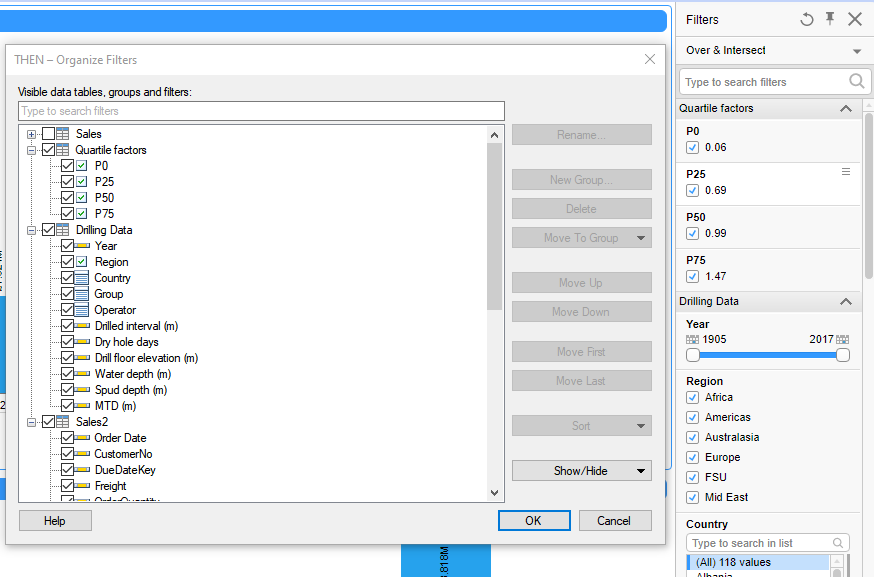 THEN – Organize Filters
Visible data tables, groups and filters:
Type to search filters
Sales
Quartile factors
P0
P25
P50
P75
Drilling Data
Year
Region
Country
Group
Operator
Drilled interval (m)
Dry hole days
Drill floor elevation (m)
Water depth (m)
Spud depth (m)
MTD (m)
Sales2
Order Date
CustomerNo
DueDateKey
Freight
OrderQuantity
Rename...
New Group...
Delete
Move To Group
Move Up
Move Down
Move First
Move Last
Sort
Show/Hide
Help
OK
Cancel
Filters
Over & Intersect
Type to search filters
Quartile factors
P0
0.06
P25
0.69
P50
0.99
P75
1.47
Drilling Data
Year
1905 2017
Region
Africa
Americas
Australasia
Europe
FSU
Mid East
Country
Type to search in list
(All) 118 values
Albania